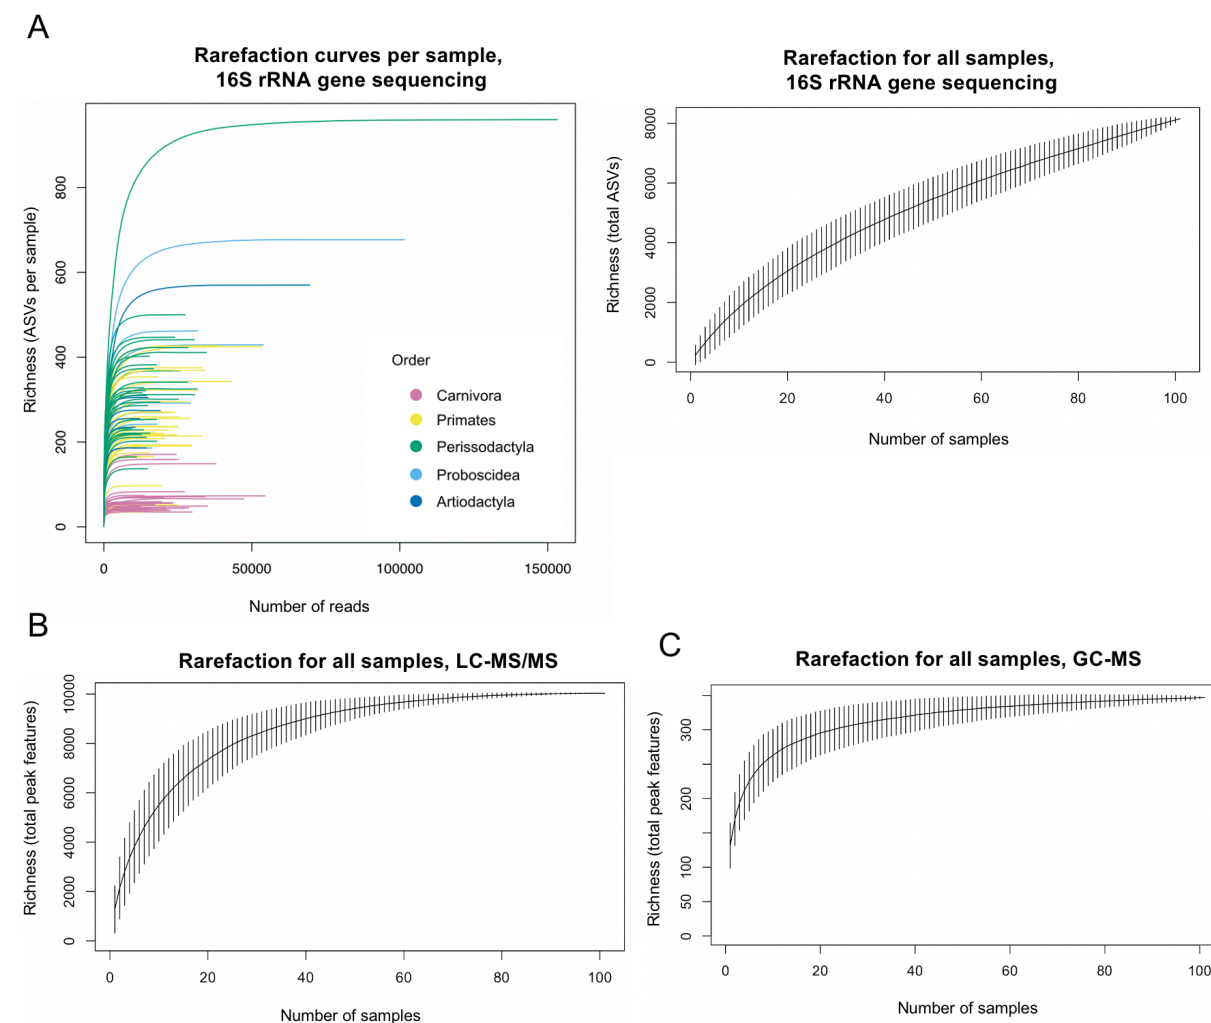 A
Rarefaction curves per sample,
16S rRNA gene sequencing
Richness (ASVs per sample)
800
600
400
200
0
Order
Carnivora
Primates
Perissodactyla
Proboscidea
Artiodactyla
0 50000 100000 150000
Number of reads
Rarefaction for all samples,
16S rRNA gene sequencing
Richness (total ASVs)
8000
6000
4000
2000
0
0 20 40 60 80 100
Number of samples
B
Rarefaction for all samples, LC-MS/MS
Richness (total peak features)
10000
8000
6000
4000
2000
0
0 20 40 60 80 100
Number of samples
C
Rarefaction for all samples, GC-MS
Richness (total peak features)
300
200
100
50
0
0 20 40 60 80 100
Number of samples